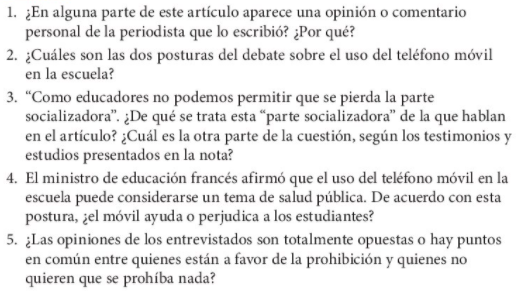 1. ¿En alguna parte de este artículo aparece una opinión o comentario
personal de la periodista que lo escribió? ¿Por qué?
2. ¿Cuáles son las dos posturas del debate sobre el uso del teléfono móvil
en la escuela?
3. “Como educadores no podemos permitir que se pierda la parte
socializadora”. ¿De qué se trata esta “parte socializadora” de la que hablan
en el artículo? ¿Cuál es la otra parte de la cuestión, según los testimonios y
estudios presentados en la nota?
4. El ministro de educación francés afirmó que el uso del teléfono móvil en la
escuela puede considerarse un tema de salud pública. De acuerdo con esta
postura, ¿el móvil ayuda o perjudica a los estudiantes?
5. ¿Las opiniones de los entrevistados son totalmente opuestas o hay puntos
en común entre quienes están a favor de la prohibición y quienes no
quieren que se prohíba nada?